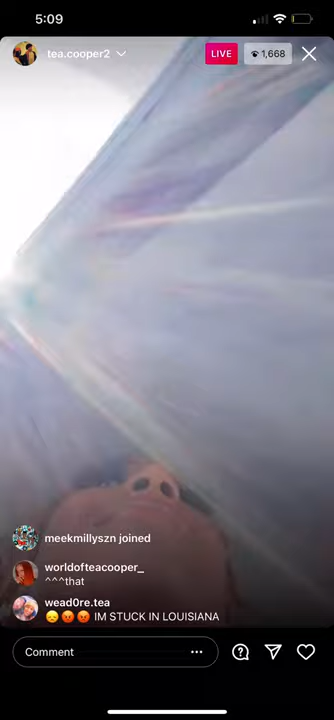 5:09
tea.cooper2
LIVE
1,668
meekmillyszn joined
worldofteacooper_
^^^that
wead0re.tea
😞😡😡 IM STUCK IN LOUISIANA
Comment